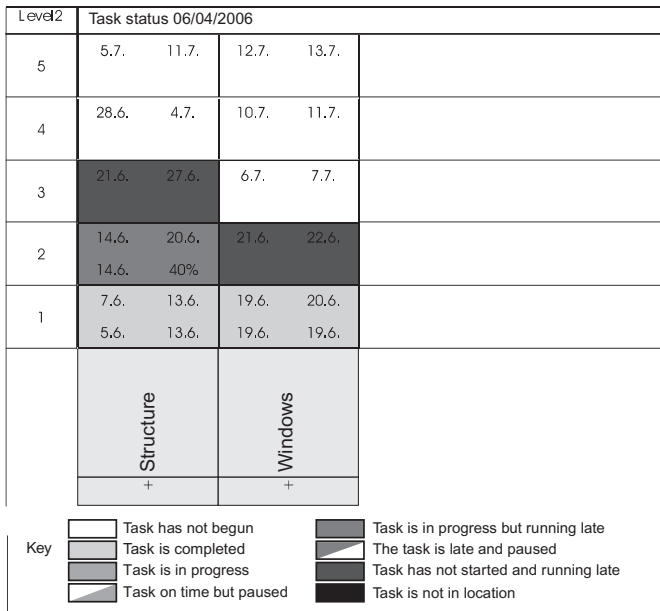 Level2 Task status 06/04/2006
5 5.7. 11.7. 12.7. 13.7.
4 28.6. 4.7. 10.7. 11.7.
3 21.6. 27.6. 6.7. 7.7.
2 14.6. 20.6. 21.6. 22.6.
14.6. 40%
1 7.6. 13.6. 19.6. 20.6.
5.6. 13.6. 19.6. 19.6.
Structure Windows
+ +
Key
Task has not begun Task is in progress but running late
Task is completed The task is late and paused
Task is in progress Task has not started and running late
Task on time but paused Task is not in location